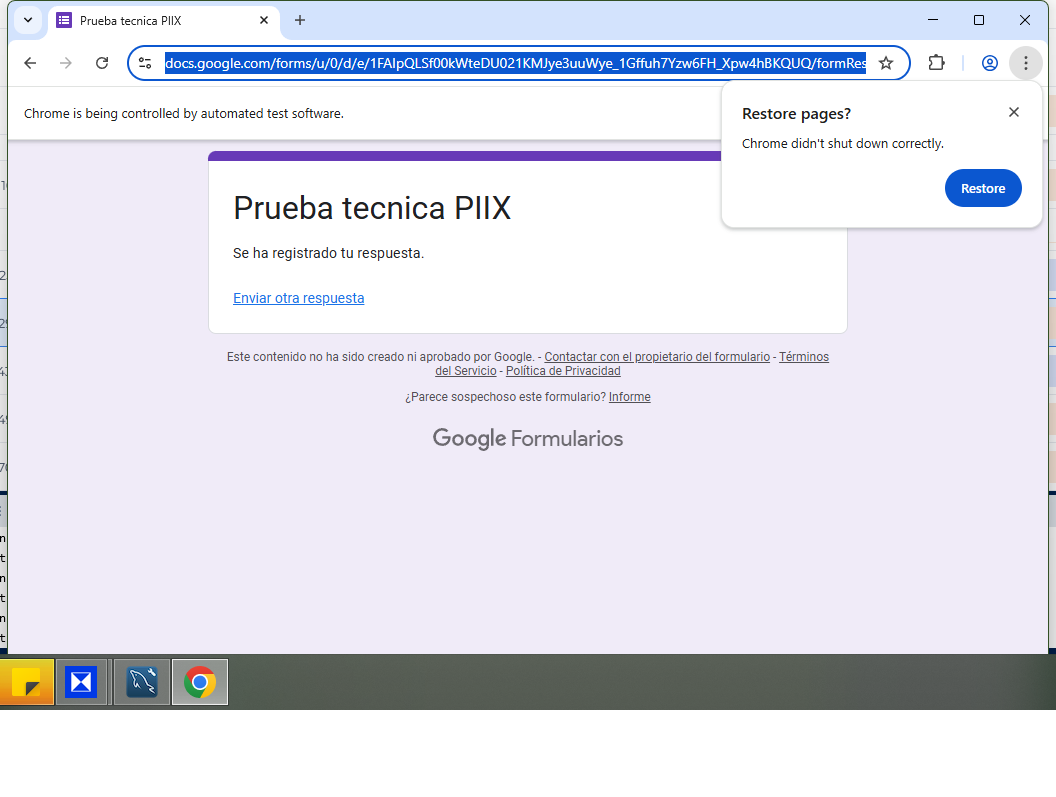 Prueba tecnica PIIX
docs.google.com/forms/u/0/d/e/1FAIpQLSf00kWteDU021KMJye3uuWye_1Gffuh7Yzw6FH_Xpw4hBKQUQ/formRes
Chrome is being controlled by automated test software.
Restore pages?
Chrome didn't shut down correctly.
Restore
Prueba tecnica PIIX
Se ha registrado tu respuesta.
Enviar otra respuesta
Este contenido no ha sido creado ni aprobado por Google. - Contactar con el propietario del formulario - Términos
del Servicio - Política de Privacidad
¿Parece sospechoso este formulario? Informe
Google Formularios